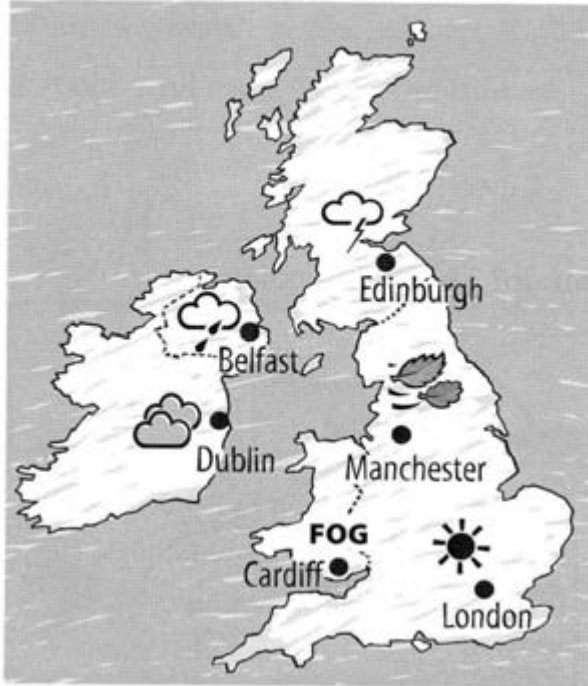 Edinburgh
Belfast
Dublin
Manchester
FOG
Cardiff
London